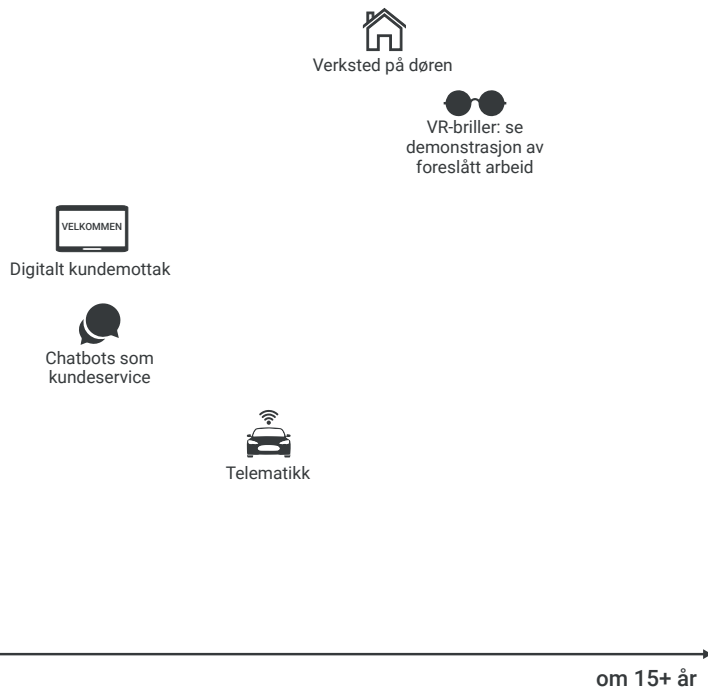 Verksted på døren
VR-briller: se
demonstrasjon av
foreslått arbeid
VELKOMMEN
Digitalt kundemottak
Chatbots som
kundeservice
Telematikk
om 15+ år